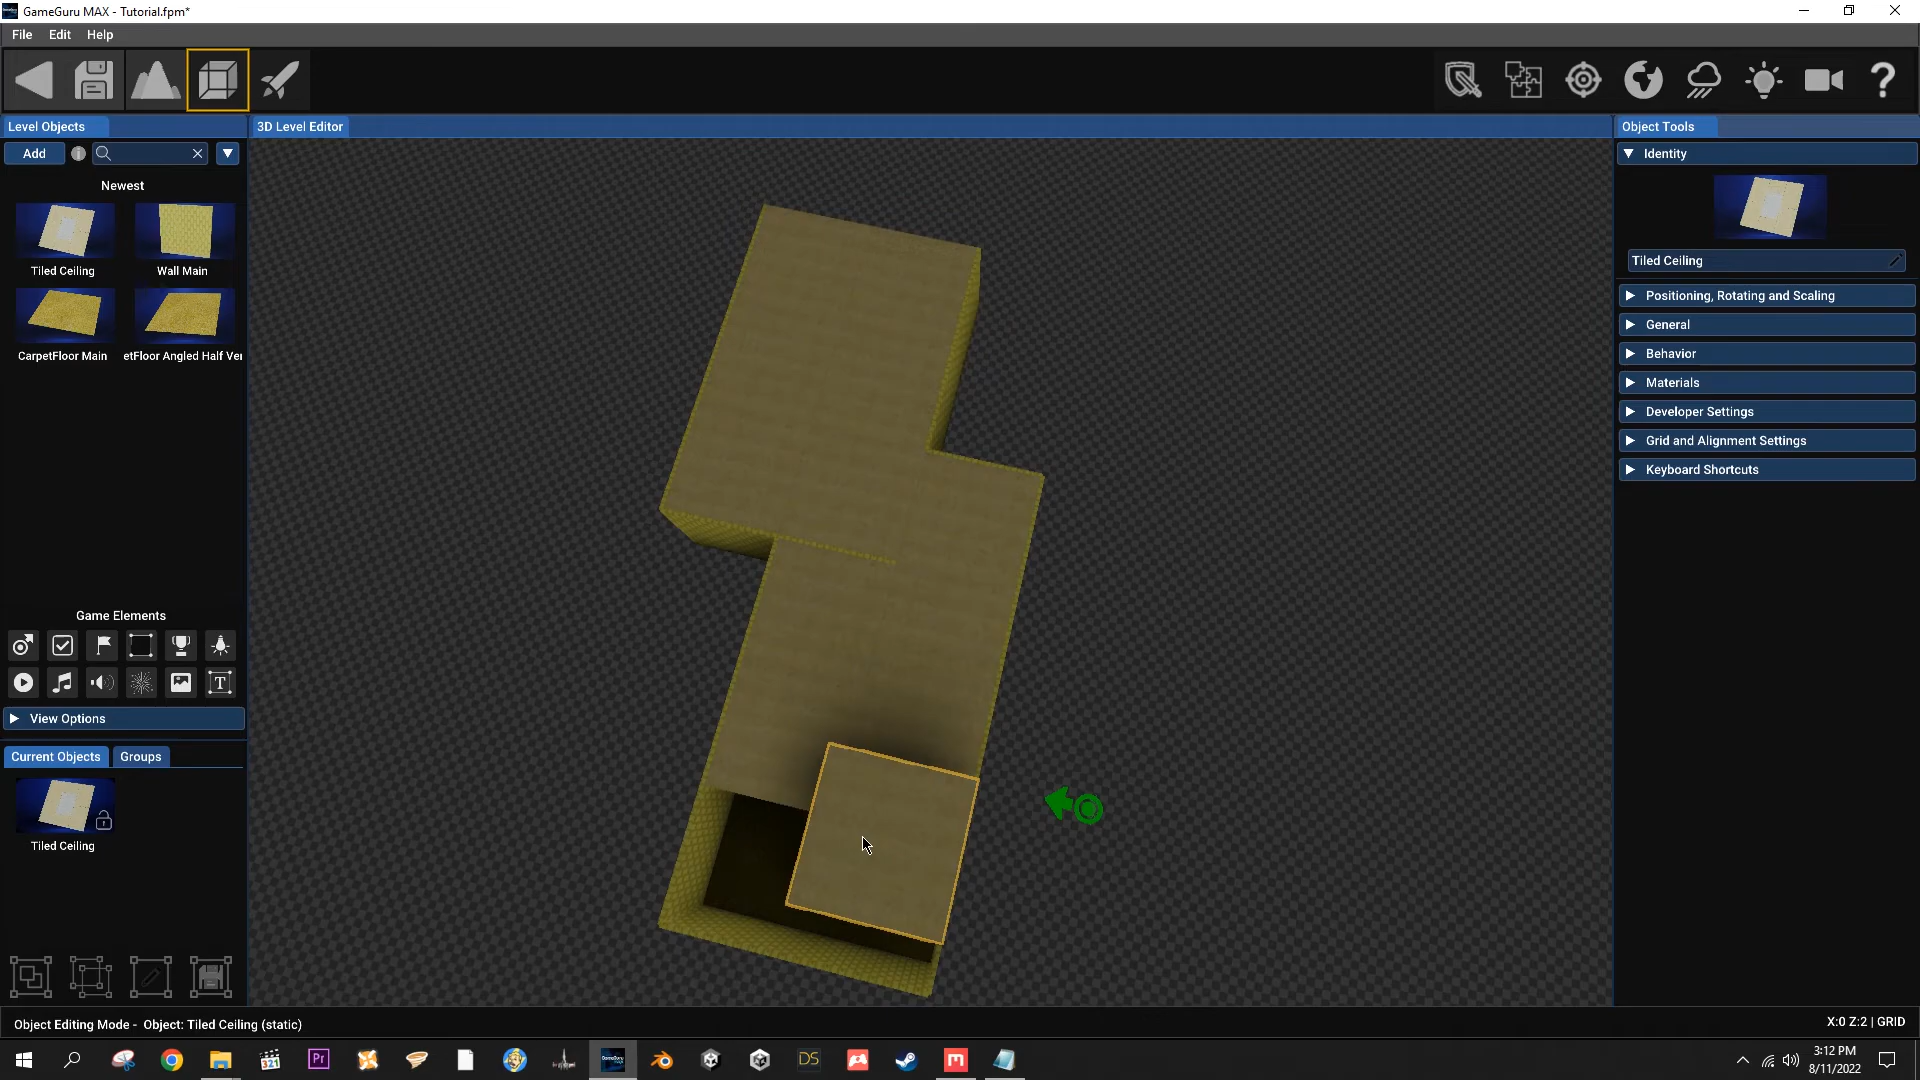 GameGuru MAX - Tutorial.fpm*
File Edit Help
Level Objects
3D Level Editor
Object Tools
Add
Identity
Newest
Tiled Ceiling
Wall Main
CarpetFloor Main
etFloor Angled Half Ver
Tiled Ceiling
Positioning, Rotating and Scaling
General
Behavior
Materials
Developer Settings
Grid and Alignment Settings
Keyboard Shortcuts
Game Elements
View Options
Current Objects
Groups
Tiled Ceiling
Object Editing Mode - Object: Tiled Ceiling (static)
X:0 Z:2 | GRID
321
Pr
DS
3:12 PM
8/11/2022